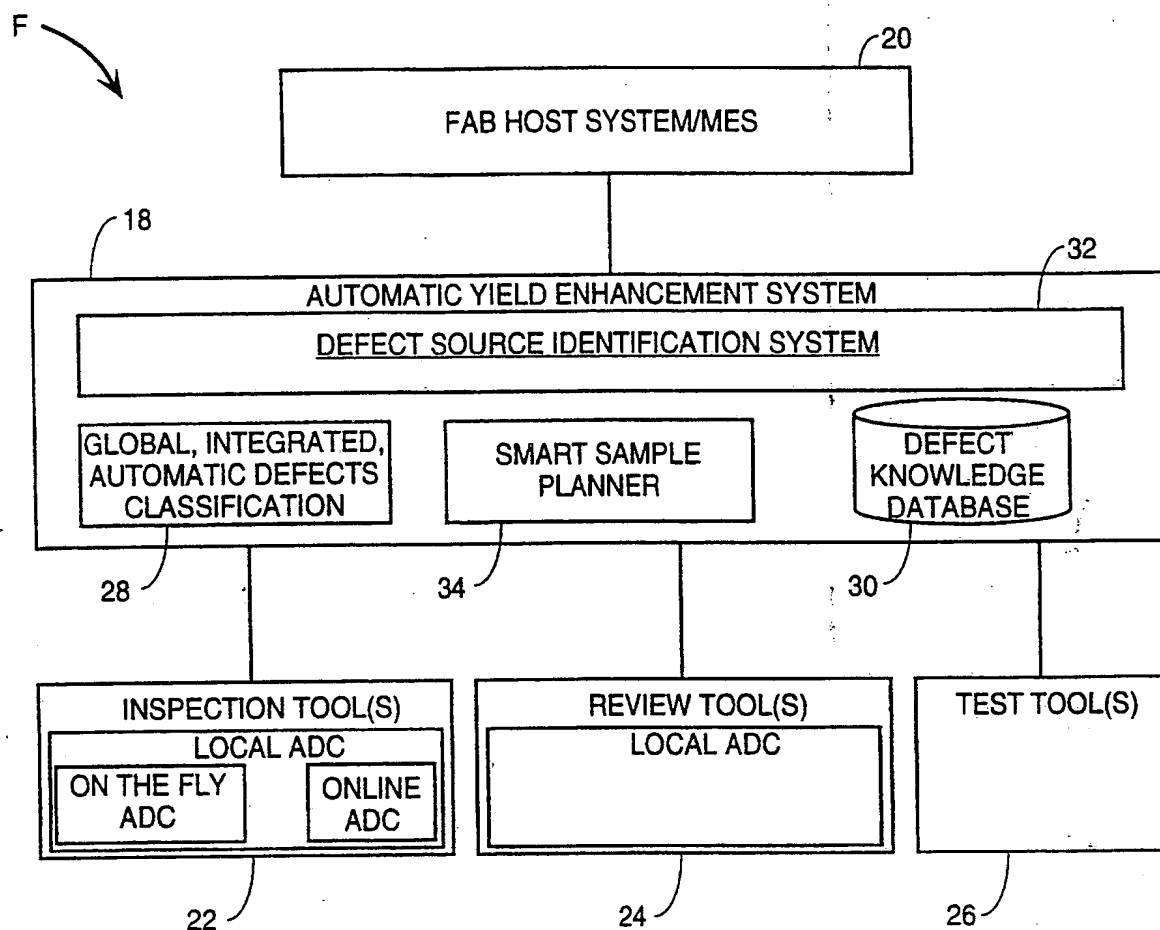 F
20
FAB HOST SYSTEM/MES
18
32
AUTOMATIC YIELD ENHANCEMENT SYSTEM
DEFECT SOURCE IDENTIFICATION SYSTEM
GLOBAL, INTEGRATED,
AUTOMATIC DEFECTS
CLASSIFICATION
SMART SAMPLE
PLANNER
DEFECT
KNOWLEDGE
DATABASE
28
34
30
INSPECTION TOOL(S)
LOCAL ADC
ON THE FLY
ADC
ONLINE
ADC
REVIEW TOOL(S)
LOCAL ADC
TEST TOOL(S)
22
24
26